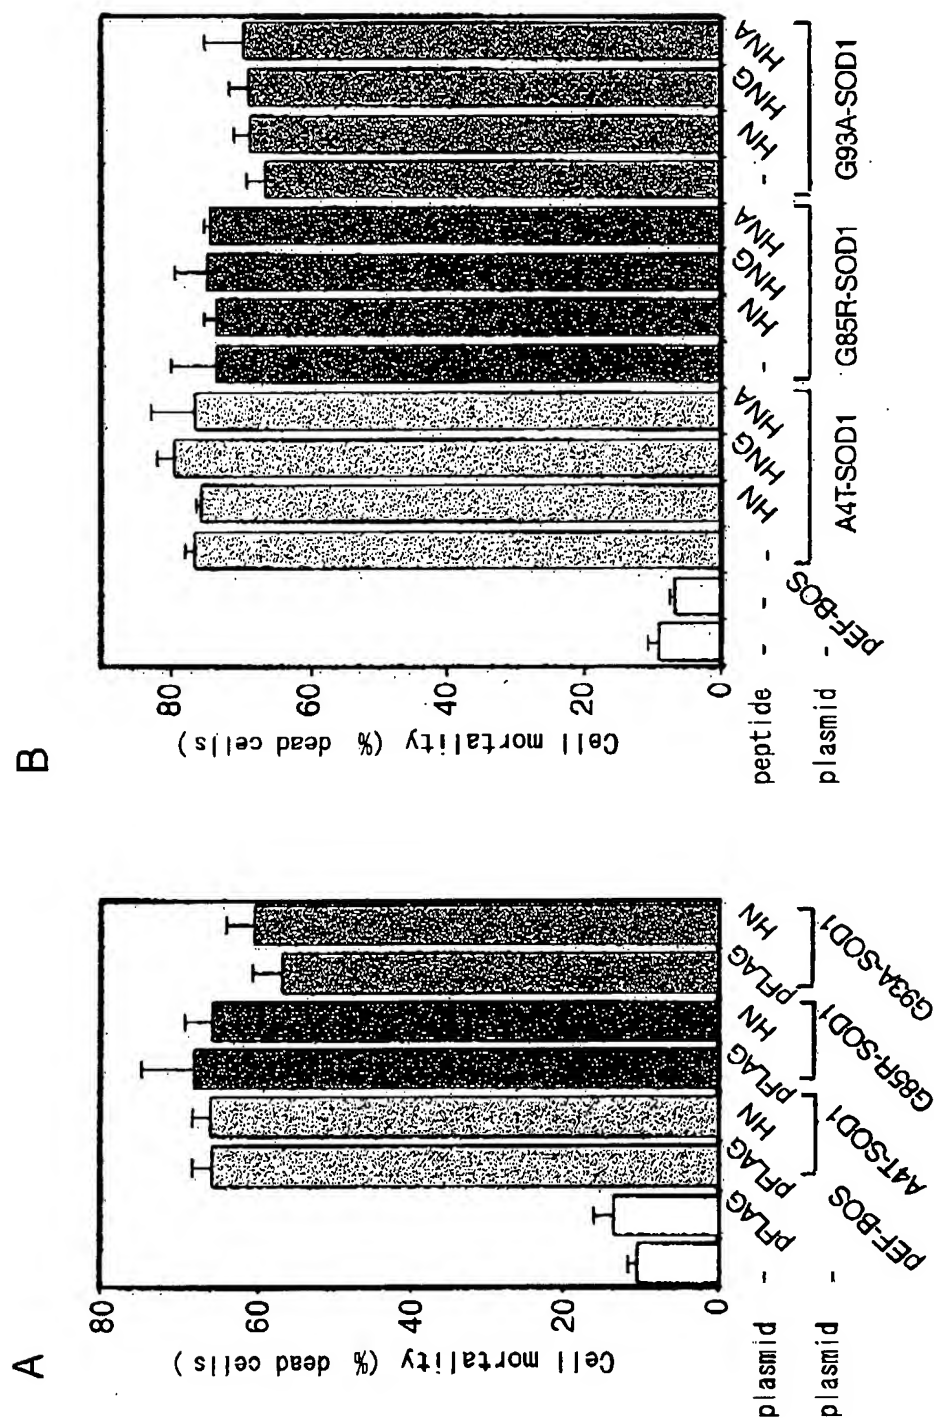 A
Cell mortality (% dead cells)
80
60
40
20
0
plasmid - pFLAG pFLAG HN pFLAG HN pFLAG HN
plasmid - pEF-BOS A4T-SOD1 G85R-SOD1 G93A-SOD1
B
Cell mortality (% dead cells)
80
60
40
20
0
peptide - - - HN HNG HNA - HN HNG HNA - HN HNG HNA
plasmid - pEF-BOS A4T-SOD1 G85R-SOD1 G93A-SOD1